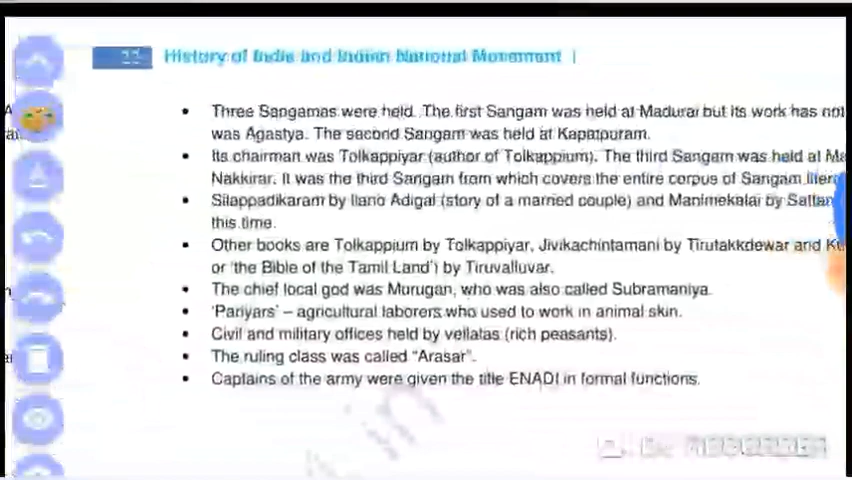 22 History of India and Indian National Movement
• Three Sangamas were held. The first Sangam was held at Madurai but its work has not
was Agastya. The second Sangam was held at Kapatpuram.
• Its chairman was Tolkappiyar (author of Tolkappium). The third Sangam was held at Ma
Nakkirar. It was the third Sangam from which covers the entire corpus of Sangam litera
• Silappadikaram by Ilano Adigal (story of a married couple) and Manimekalai by Sattan
this time.
• Other books are Tolkappium by Tolkappiyar, Jivikachintamani by Tirutakkdewar and Ku
or 'the Bible of the Tamil Land') by Tiruvalluvar.
• The chief local god was Murugan, who was also called Subramaniya.
• 'Pariyars' – agricultural laborers who used to work in animal skin.
• Civil and military offices held by vellalas (rich peasants).
• The ruling class was called "Arasar".
• Captains of the army were given the title ENADI in formal functions.